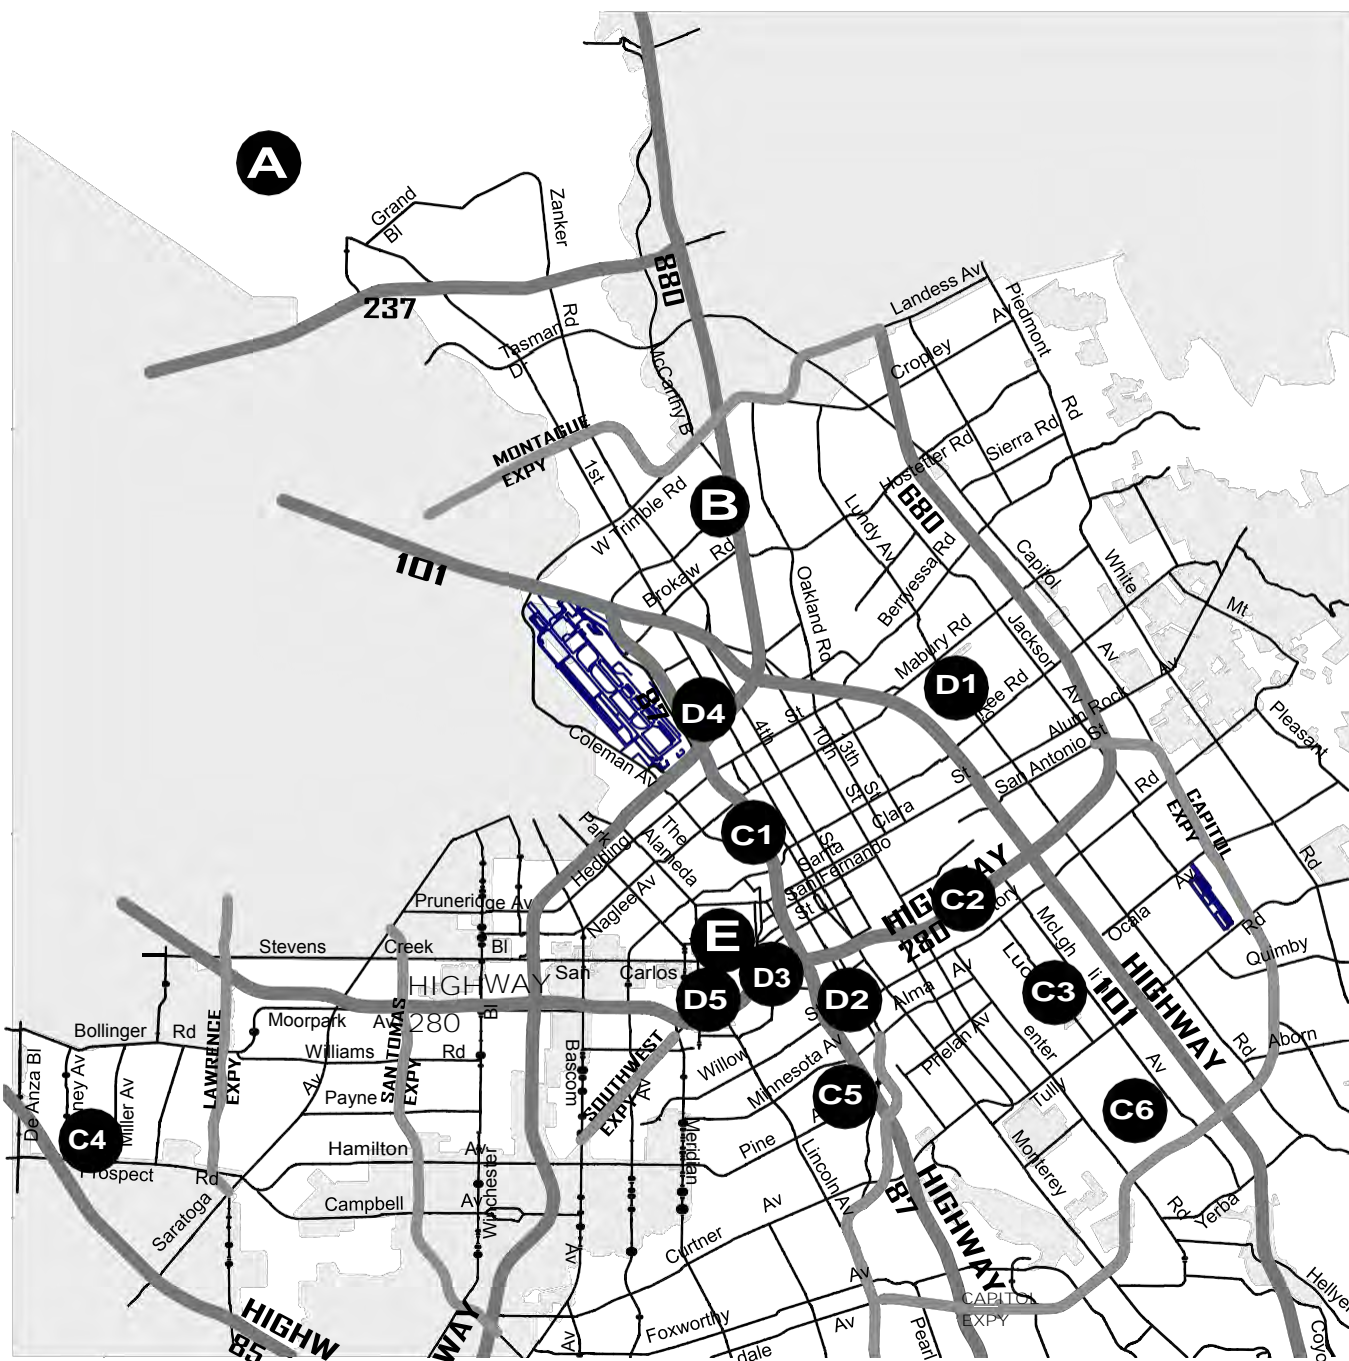 A
Grand
Bl
Zanker
Rd
237
880
Landess Av
Piedmont
Rd
Av
Cropley
Tasman
Dr
McCarthy B
MONTAGUE
EXPY
1st
Sierra Rd
Hostetter Rd
680
W Trimble Rd
B
Lundy Av
101
Brokaw Rd
Berryessa Rd
Capitol
Av
White
Mt
Pleasant
Rd
Oakland Rd
Jackson
Av
Mabury Rd
D1
Alum Rock
Av
87
D4
4th
St
10th
St
St
San Antonio St
Coleman Av
CAPITOL
EXPY
Rd
C1
The
Alameda
Park
Hedding
Santa
Clara
St
San Fernando
St
Naglee Av
Pruneridge Av
HIGHWAY
280
C2
McLgh
Ocala
Av
Quimby
Rd
Stevens
Creek
Bl
San
Carlos
E
D3
D5
D2
Alma
Av
C3
HIGHWAY
101
HIGHWAY
280
Bollinger
Rd
Moorpark
Av
Williams
Rd
LAWRENCE
EXPY
SAN TOMAS
EXPY
Bl
Bascom
SOUTHWEST
EXPY
Av
Willow
Minnesota Av
Phelan Av
Aborn
Rd
De Anza Bl
Miller Av
Payne
Av
C4
C5
Tully
C6
Av
Hamilton
Av
Meridian
Pine
Monterey
Rd
Prospect
Rd
Saratoga
Campbell
Av
Winchester
Lincoln Av
87
HIGHWAY
Yerba
Curtner
Av
Av
Foxworthy
Av
CAPITOL
EXPY
Pearl
HIGHW
85
WAY
Av
dale